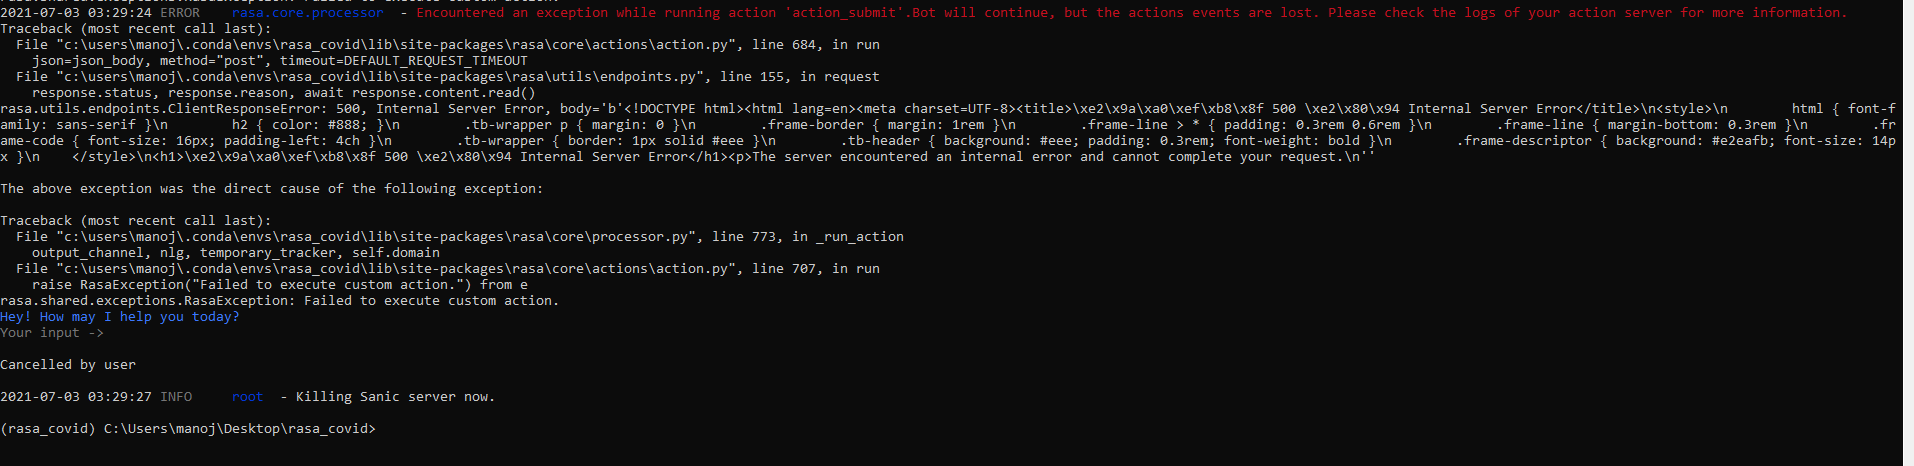 2021-07-03 03:29:24 ERROR    rasa.core.processor  - Encountered an exception while running action 'action_submit'.Bot will continue, but the actions events are lost. Please check the logs of your action server for more information.
Traceback (most recent call last):
  File "c:\users\manoj\.conda\envs\rasa_covid\lib\site-packages\rasa\core\actions\action.py", line 684, in run
    json=json_body, method="post", timeout=DEFAULT_REQUEST_TIMEOUT
  File "c:\users\manoj\.conda\envs\rasa_covid\lib\site-packages\rasa\utils\endpoints.py", line 155, in request
    response.status, response.reason, await response.content.read()
rasa.utils.endpoints.ClientResponseError: 500, Internal Server Error, body='b'<!DOCTYPE html><html lang=en><meta charset=UTF-8><title>\xe2\x9a\xa0\xef\xb8\x8f 500 \xe2\x80\x94 Internal Server Error</title>\n<style>\n        html { font-f
amily: sans-serif }\n        h2 { color: #888; }\n        .tb-wrapper p { margin: 0 }\n        .frame-border { margin: 1rem }\n        .frame-line > * { padding: 0.3rem 0.6rem }\n        .frame-line { margin-bottom: 0.3rem }\n        .fr
ame-code { font-size: 16px; padding-left: 4ch }\n        .tb-wrapper { border: 1px solid #eee }\n        .tb-header { background: #eee; padding: 0.3rem; font-weight: bold }\n        .frame-descriptor { background: #e2eafb; font-size: 14p
x }\n    </style>\n<h1>\xe2\x9a\xa0\xef\xb8\x8f 500 \xe2\x80\x94 Internal Server Error</h1><p>The server encountered an internal error and cannot complete your request.\n''
The above exception was the direct cause of the following exception:
Traceback (most recent call last):
  File "c:\users\manoj\.conda\envs\rasa_covid\lib\site-packages\rasa\core\processor.py", line 773, in _run_action
    output_channel, nlg, temporary_tracker, self.domain
  File "c:\users\manoj\.conda\envs\rasa_covid\lib\site-packages\rasa\core\actions\action.py", line 707, in run
    raise RasaException("Failed to execute custom action.") from e
rasa.shared.exceptions.RasaException: Failed to execute custom action.
Hey! How may I help you today?
Your input ->
Cancelled by user
2021-07-03 03:29:27 INFO     root  - Killing Sanic server now.
(rasa_covid) C:\Users\manoj\Desktop\rasa_covid>